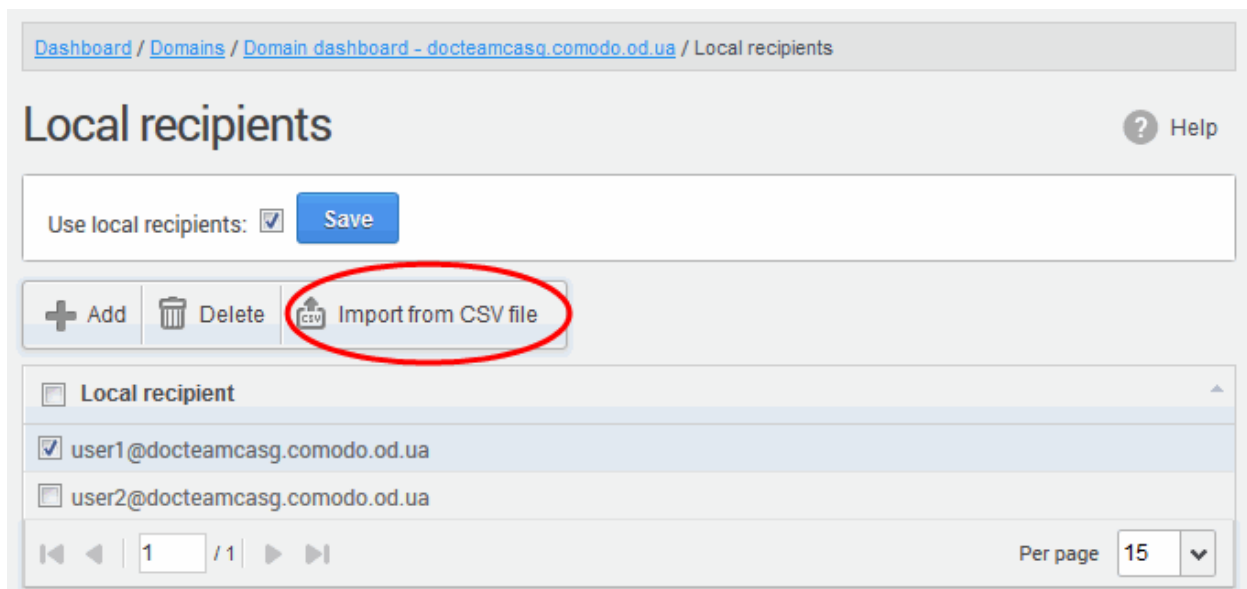 Dashboard / Domains / Domain dashboard - docteamcasg.comodo.od.ua / Local recipients
Local recipients
? Help
Use local recipients: Save
Add Delete CSV Import from CSV file
Local recipient
user1@docteamcasg.comodo.od.ua
user2@docteamcasg.comodo.od.ua
1 / 1 Per page 15